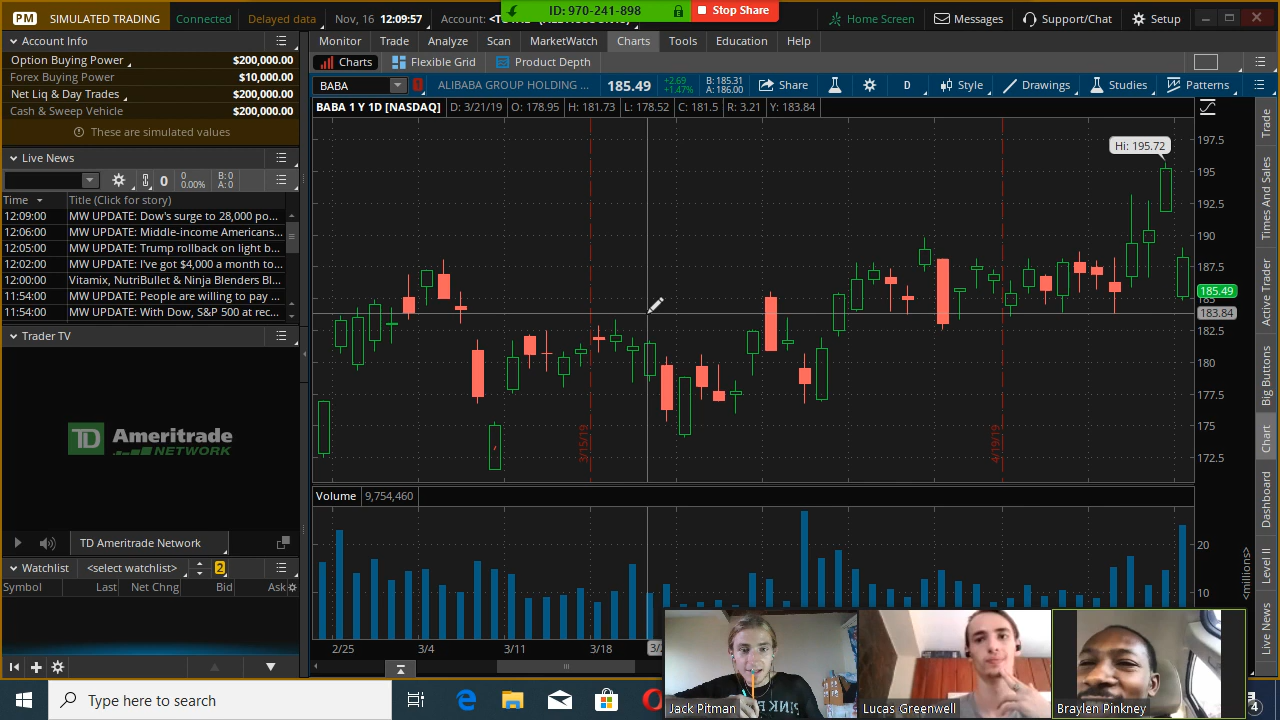 PM SIMULATED TRADING Connected Delayed data Nov, 16 12:09:57 Account:
ID: 970-241-898 Stop Share
Home Screen Messages Support/Chat Setup
Account Info
Option Buying Power $200,000.00
Forex Buying Power $10,000.00
Net Liq & Day Trades $200,000.00
Cash & Sweep Vehicle $200,000.00
These are simulated values
Live News
0 0 0.00% B: 0 A: 0
Time Title (Click for story)
12:09:00 MW UPDATE: Dow's surge to 28,000 po...
12:06:00 MW UPDATE: Middle-income Americans...
12:05:00 MW UPDATE: Trump rollback on light b...
12:02:00 MW UPDATE: I've got $4,000 a month to...
12:00:00 Vitamix, NutriBullet & Ninja Blenders Bl...
11:54:00 MW UPDATE: People are willing to pay ...
11:54:00 MW UPDATE: With Dow, S&P 500 at rec...
Trader TV
TD Ameritrade
NETWORK
TD Ameritrade Network
Watchlist <select watchlist> 2
Symbol Last Net Chng Bid Ask
Monitor Trade Analyze Scan MarketWatch Charts Tools Education Help
Charts Flexible Grid Product Depth
BABA ALIBABA GROUP HOLDING ... 185.49 +2.69 +1.47% B: 185.31 A: 186.00 Share D Style Drawings Studies Patterns
BABA 1 Y 1D [NASDAQ] D: 3/21/19 O: 178.95 H: 181.73 L: 178.52 C: 181.5 R: 3.21 Y: 183.84
Hi: 195.72
197.5
195
192.5
190
187.5
185.49
185
183.84
182.5
180
177.5
175
172.5
3/15/19
4/19/19
Volume 9,754,460
20
10
<millions>
2/25 3/4 3/11 3/18
Trade
Times And Sales
Active Trader
Big Buttons
Chart
Dashboard
Level II
Live News
Jack Pitman Lucas Greenwell Braylen Pinkney
Type here to search
4